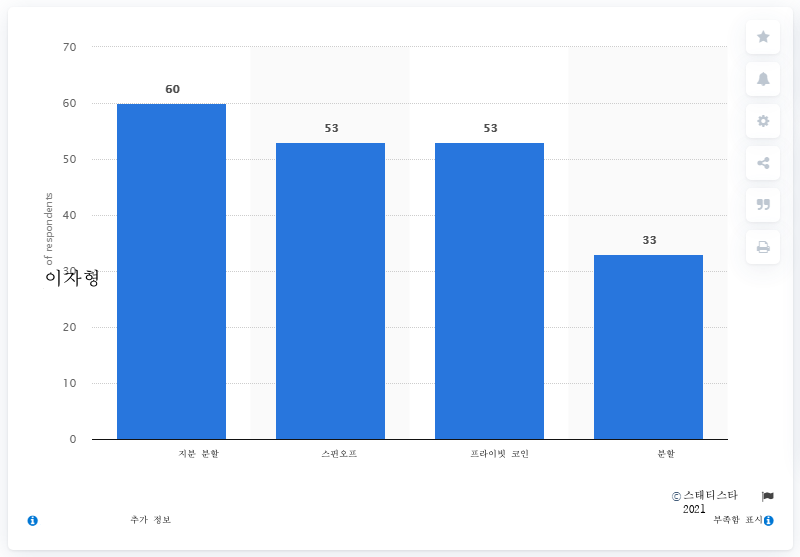 70
60
60
53
53
50
40
33
of respondents
30
이자형
20
10
0
지분 분할
스핀오프
프라이빗 코인
분할
© 스태티스타
2021
추가 정보
부족함 표시